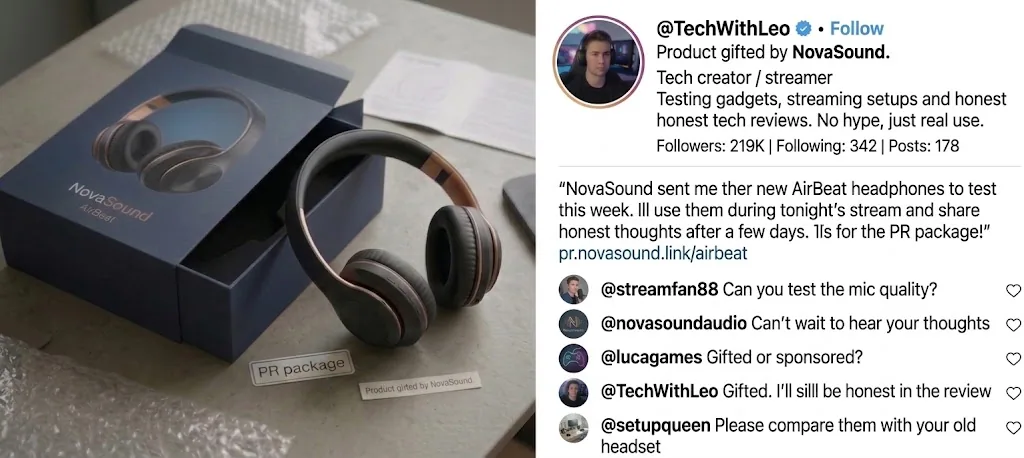 NovaSound
AirBeat
PR package
Product gifted by NovaSound.
@TechWithLeo • Follow
Product gifted by NovaSound.
Tech creator / streamer
Testing gadgets, streaming setups and honest
honest tech reviews. No hype, just real use.
Followers: 219K | Following: 342 | Posts: 178
“NovaSound sent me ther new AirBeat headphones to test
this week. Ill use them during tonight’s stream and share
honest thoughts after a few days. 1ls for the PR package!”
pr.novasound.link/airbeat
@streamfan88 Can you test the mic quality?
@novasoundaudio Can’t wait to hear your thoughts
@lucagames Gifted or sponsored?
@TechWithLeo Gifted. I’ll silll be honest in the review
@setupqueen Please compare them with your old
headset